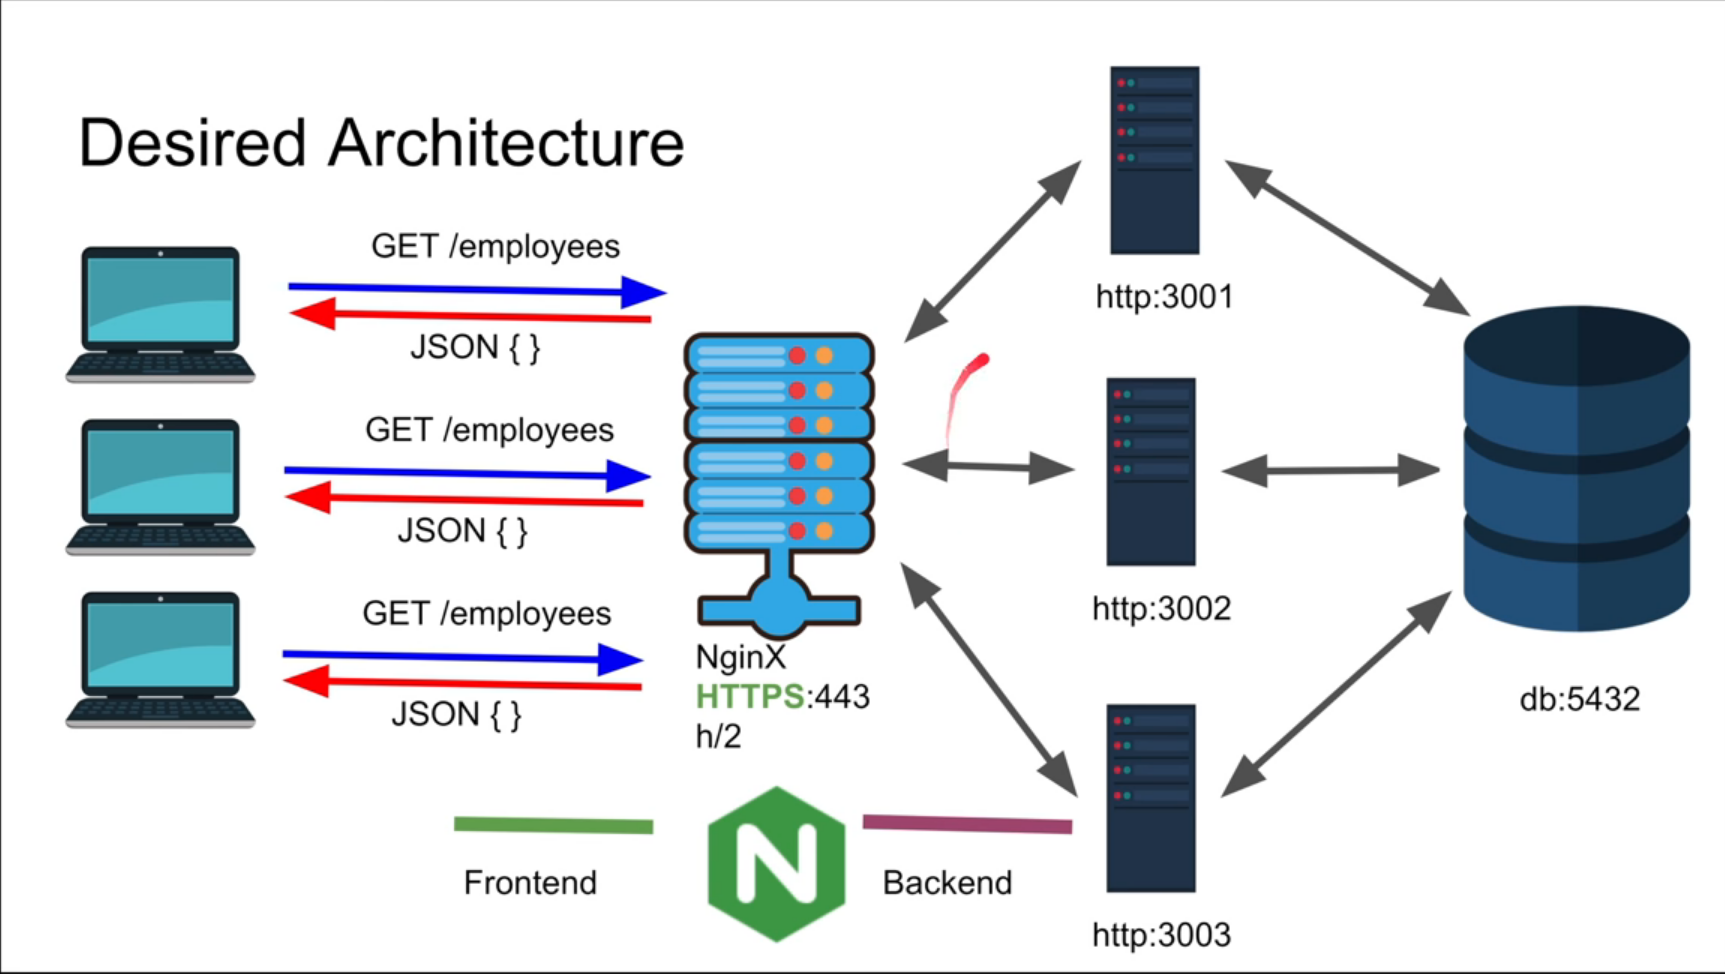 Desired Architecture
GET /employees
JSON { }
GET /employees
JSON { }
GET /employees
JSON { }
NginX
HTTPS:443
h/2
Frontend
N
Backend
http:3001
http:3002
http:3003
db:5432